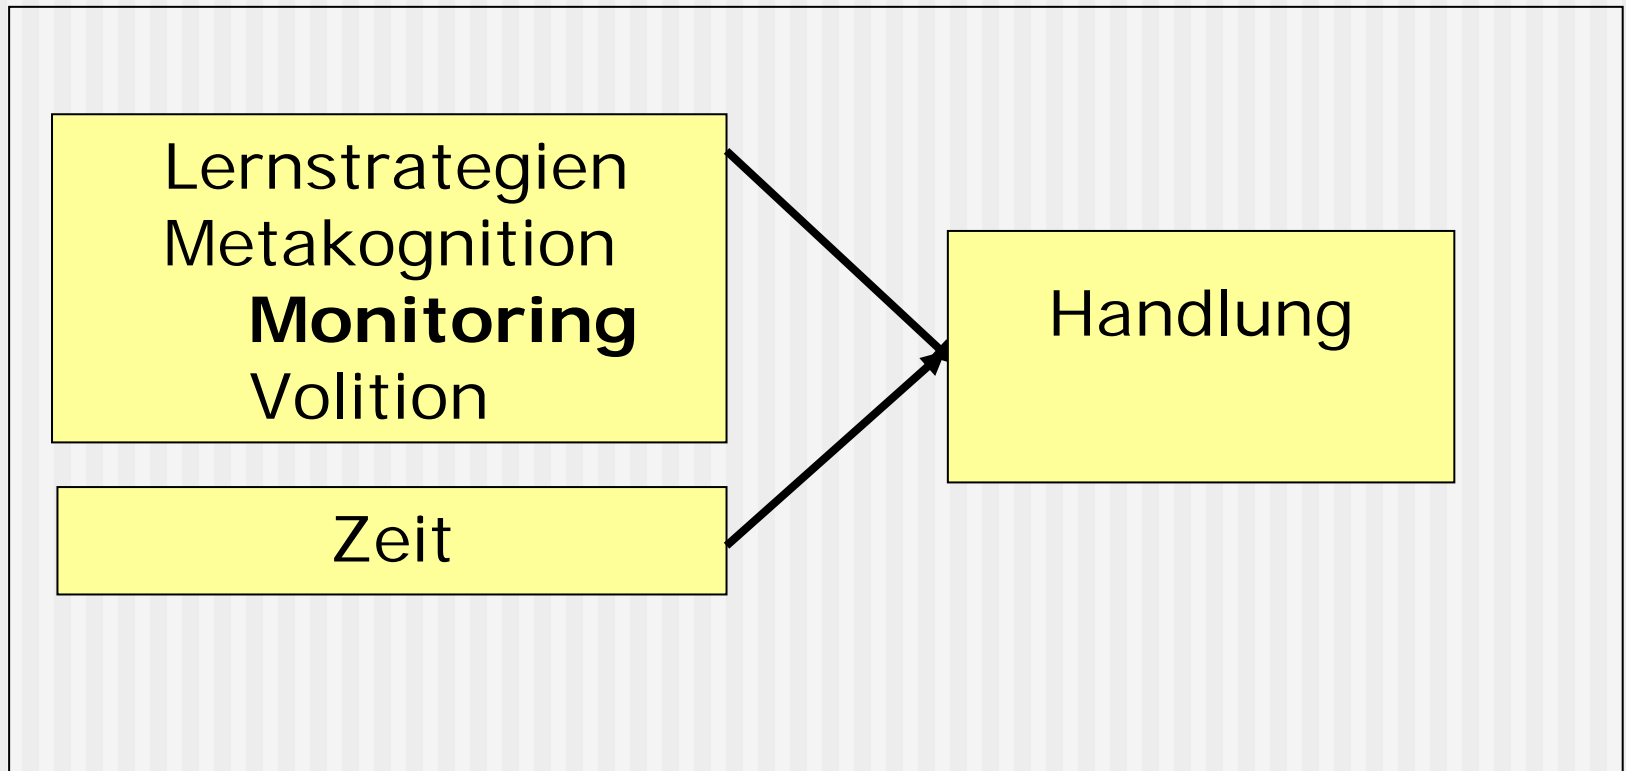 Lernstrategien
Metakognition
Monitoring
Volition
Zeit
Handlung